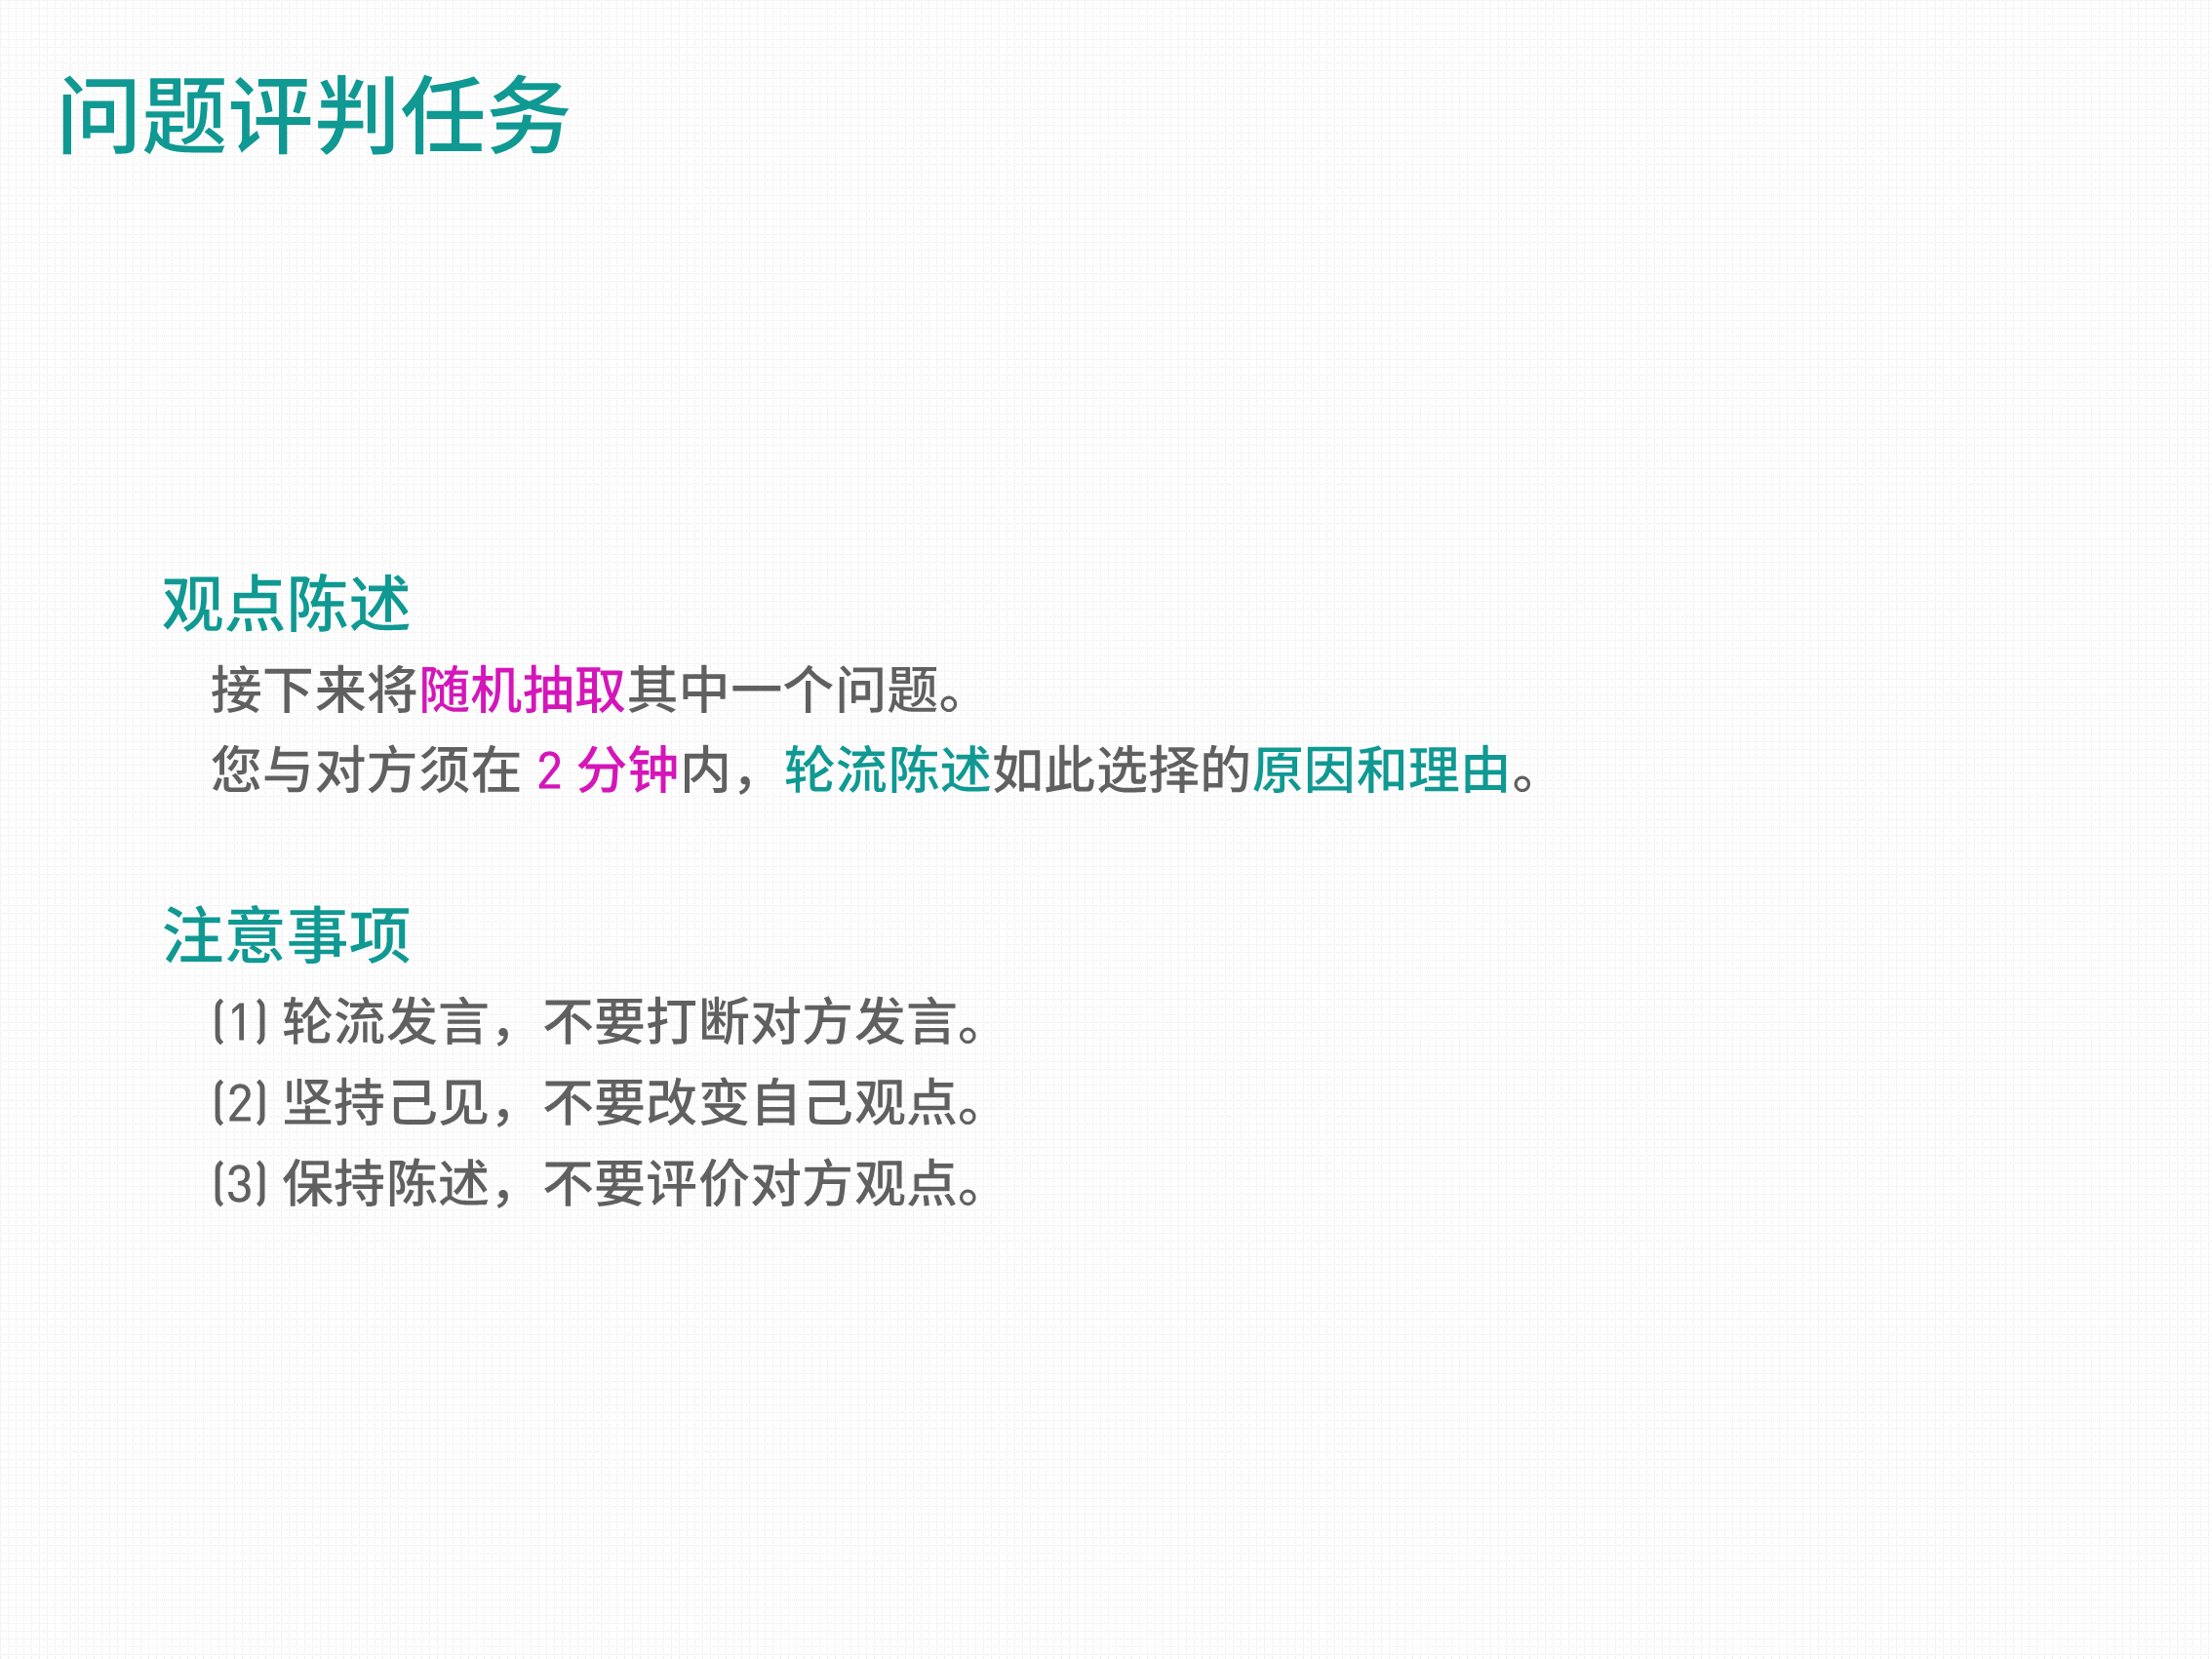 问题评判任务
观点陈述
接下来将随机抽取其中一个问题。
您与对方须在 2 分钟内，轮流陈述如此选择的原因和理由。
注意事项
(1) 轮流发言，不要打断对方发言。
(2) 坚持己见，不要改变自己观点。
(3) 保持陈述，不要评价对方观点。